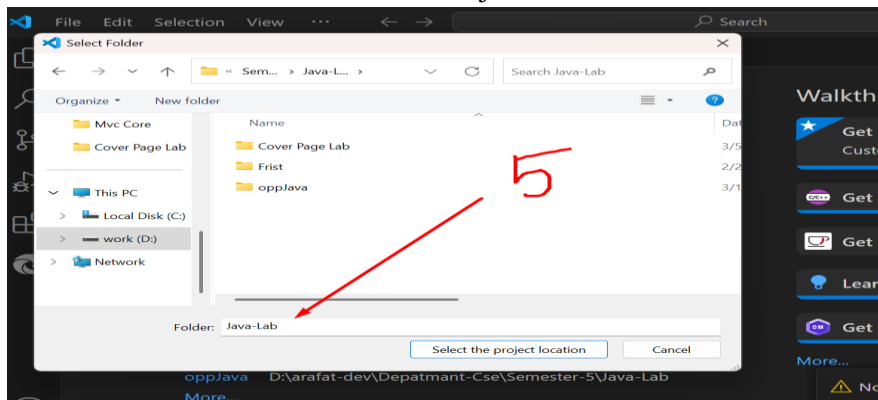 File Edit Selection View ··· ← → Search
Select Folder
« Sem... > Java-L... >
Search Java-Lab
Organize New folder
Name
Dat
Mvc Core
Cover Page Lab
This PC
Local Disk (C:)
work (D:)
Network
Cover Page Lab 3/5
Frist 2/2
oppJava 3/1
5
Folder: Java-Lab
Select the project location Cancel
Walkth
Get
Cust
C/C++ Get
Get
Lear
C# Get
More...
oppJava D:\arafat-dev\Depatmant-Cse\Semester-5\Java-Lab
More...
No